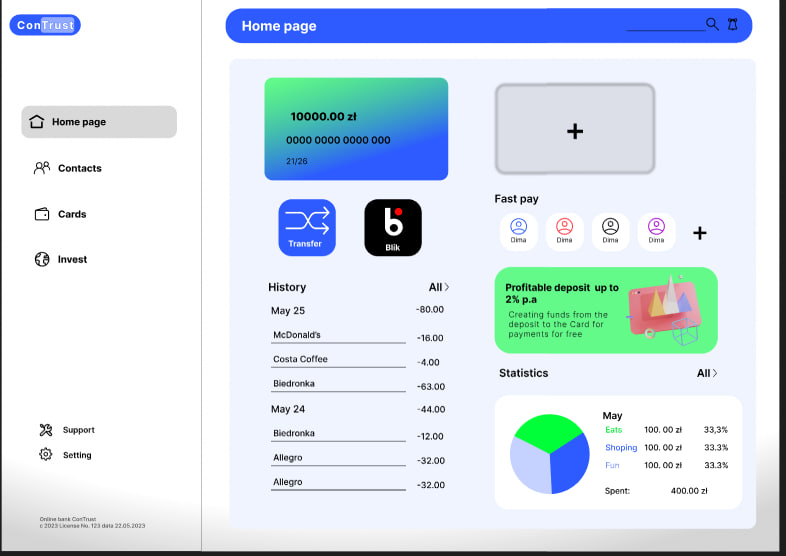 ConTrust
Home page
Home page
Contacts
Cards
Invest
Support
Setting
Online bank ConTrust
c 2023 License No. 123 data 22.05.2023
10000.00 zł
0000 0000 0000 000
21/26
+
Transfer
b
Blik
Fast pay
Dima Dima Dima Dima +
Profitable deposit up to
2% p.a
Creating funds from the
deposit to the Card for
payments for free
History All >
May 25 -80.00
McDonald's -16.00
Costa Coffee -4.00
Biedronka -63.00
May 24 -44.00
Biedronka -12.00
Allegro -32.00
Allegro -32.00
Statistics All >
May
Eats 100. 00 zł 33,3%
Shoping 100. 00 zł 33.3%
Fun 100. 00 zł 33.3%
Spent: 400.00 zł